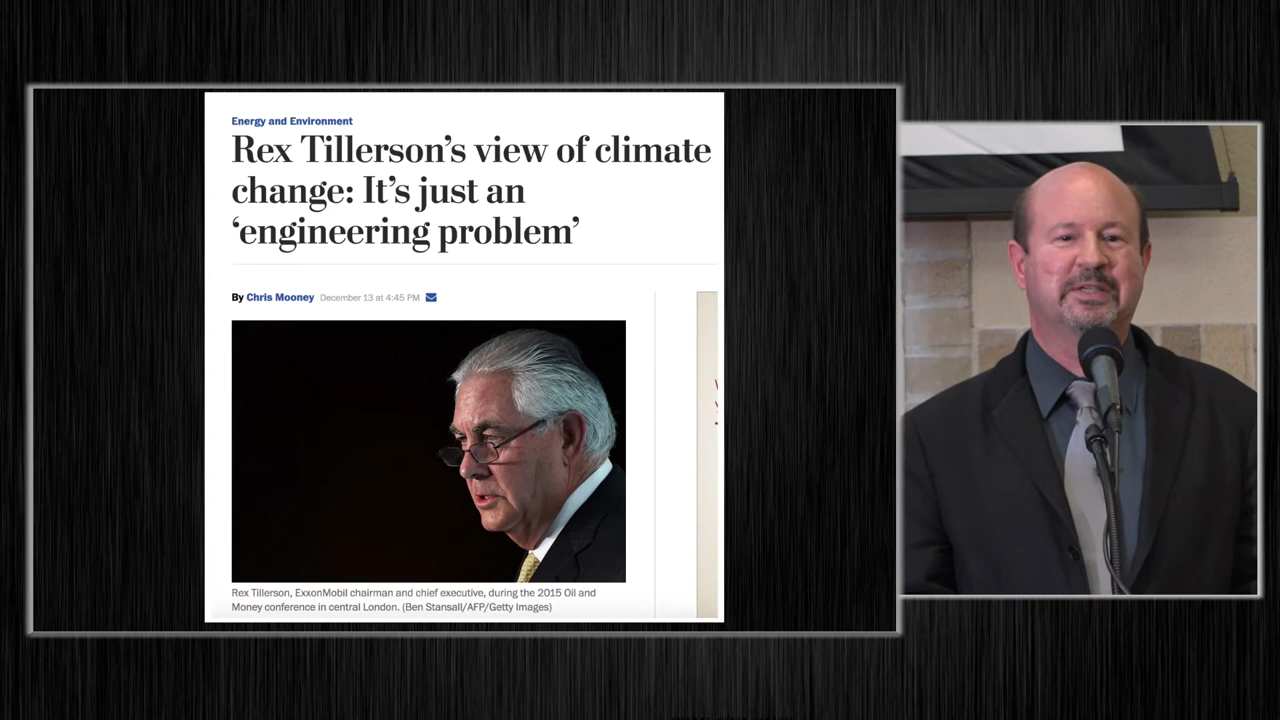 Energy and Environment
Rex Tillerson’s view of climate
change: It’s just an
‘engineering problem’
By Chris Mooney December 13 at 4:45 PM
Rex Tillerson, ExxonMobil chairman and chief executive, during the 2015 Oil and
Money conference in central London. (Ben Stansall/AFP/Getty Images)